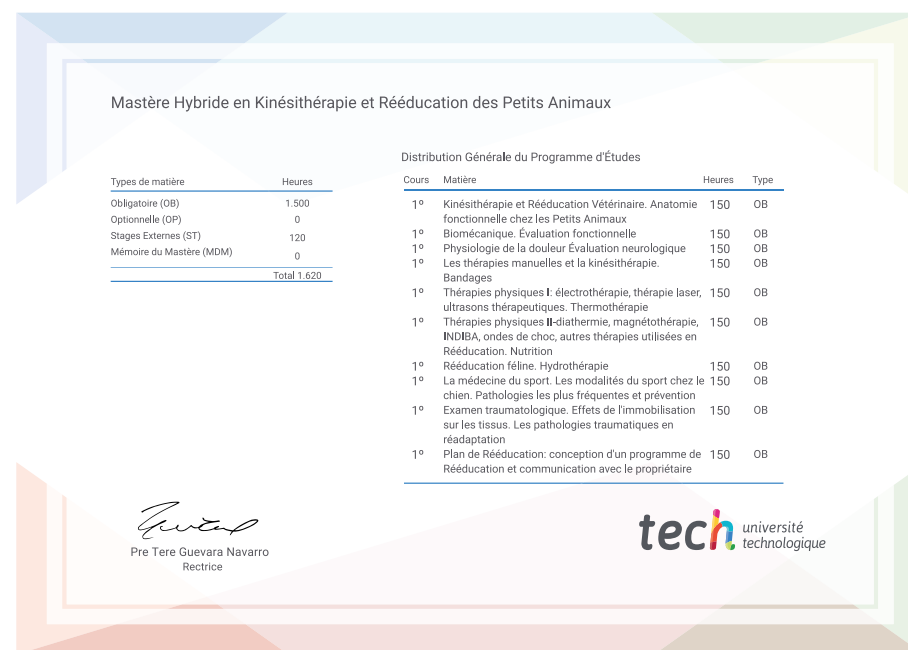 Mastère Hybride en Kinésithérapie et Rééducation des Petits Animaux
Types de matière Heures
Obligatoire (OB) 1.500
Optionnelle (OP) 0
Stages Externes (ST) 120
Mémoire du Mastère (MDM) 0
Total 1.620
Distribution Générale du Programme d'Études
Cours Matière Heures Type
1º Kinésithérapie et Rééducation Vétérinaire. Anatomie 150 OB
fonctionnelle chez les Petits Animaux
1º Biomécanique. Évaluation fonctionnelle 150 OB
1º Physiologie de la douleur Évaluation neurologique 150 OB
1º Les thérapies manuelles et la kinésithérapie. 150 OB
Bandages
1º Thérapies physiques I: électrothérapie, thérapie laser, 150 OB
ultrasons thérapeutiques. Thermothérapie
1º Thérapies physiques II-diathermie, magnétothérapie, 150 OB
INDIBA, ondes de choc, autres thérapies utilisées en
Rééducation. Nutrition
1º Rééducation féline. Hydrothérapie 150 OB
1º La médecine du sport. Les modalités du sport chez le 150 OB
chien. Pathologies les plus fréquentes et prévention
1º Examen traumatologique. Effets de l'immobilisation 150 OB
sur les tissus. Les pathologies traumatiques en
réadaptation
1º Plan de Rééducation: conception d'un programme de 150 OB
Rééducation et communication avec le propriétaire
Pre Tere Guevara Navarro
Rectrice
tech université
technologique